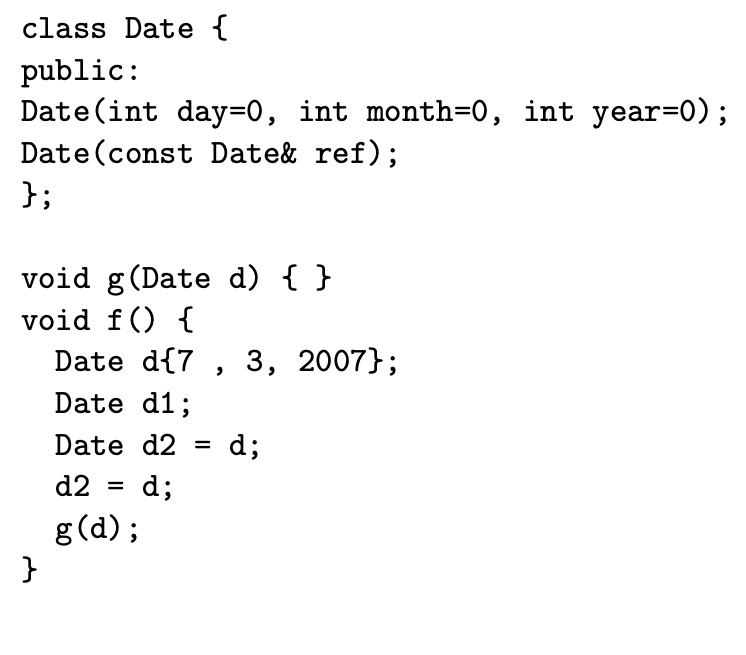 class Date {
public:
Date(int day=0, int month=0, int year=0);
Date(const Date& ref);
};

void g(Date d) { }
void f() {
  Date d{7 , 3, 2007};
  Date d1;
  Date d2 = d;
  d2 = d;
  g(d);
}